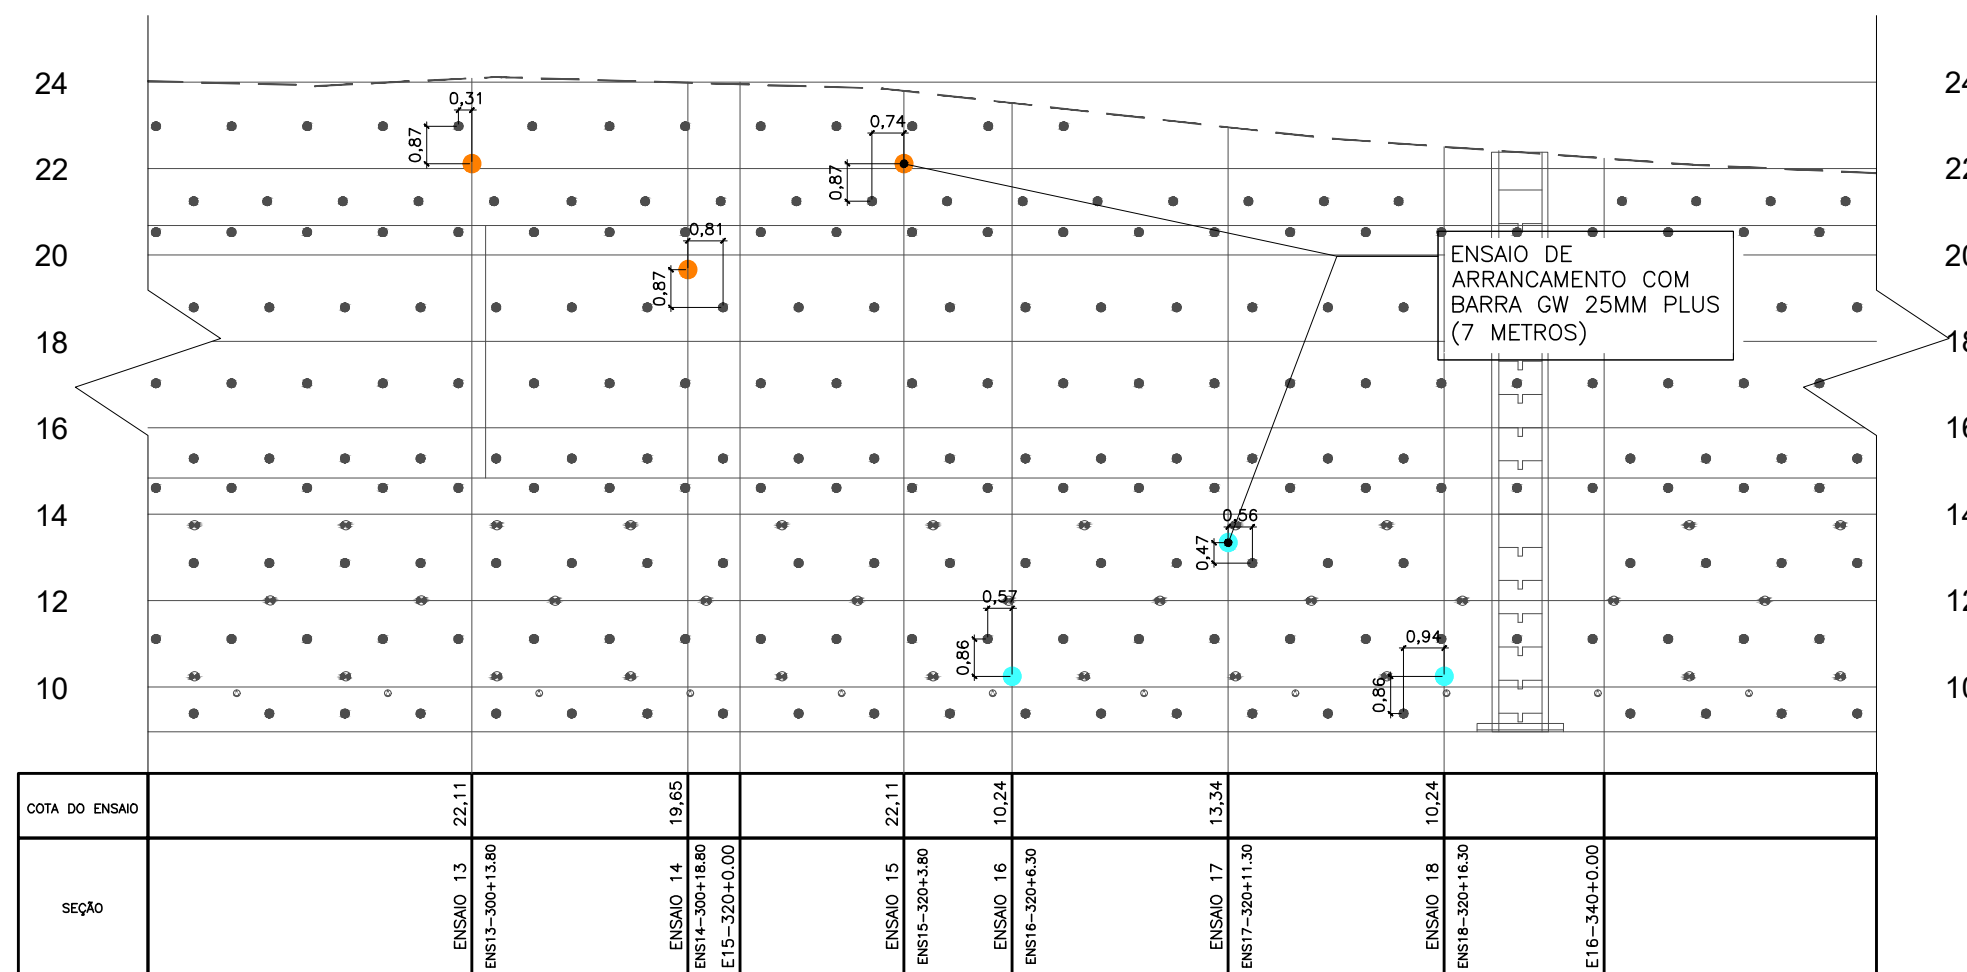 24
24
0,31
0,87
0,74
0,87
22
22
0,81
0,87
20
20
ENSAIO DE
ARRANCAMENTO COM
BARRA GW 25MM PLUS
(7 METROS)
18
18
16
16
14
14
0,56
0,47
12
12
0,57
0,86
0,94
0,86
10
10
COTA DO ENSAIO
22,11
19,65
22,11
10,24
13,34
10,24
SEÇÃO
ENSAIO 13
ENS13-300+13.80
ENSAIO 14
ENS14-300+18.80
E15-320+0.00
ENSAIO 15
ENS15-320+3.80
ENSAIO 16
ENS16-320+6.30
ENSAIO 17
ENS17-320+11.30
ENSAIO 18
ENS18-320+16.30
E16-340+0.00